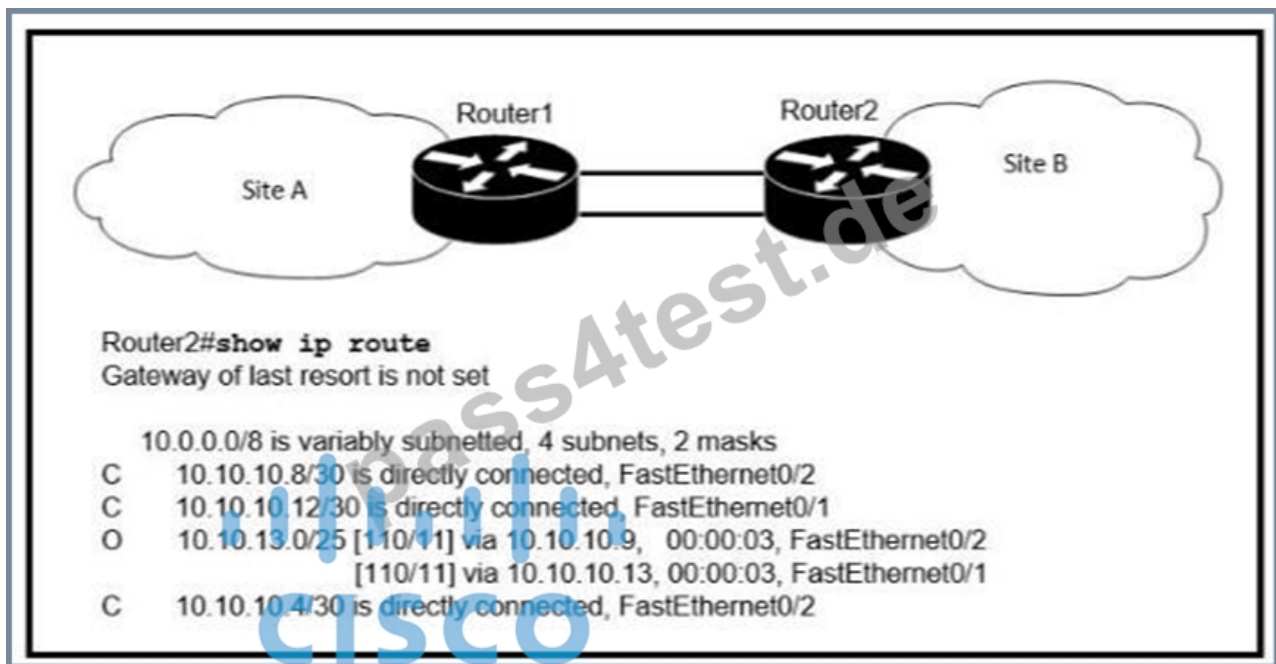 Router1
Router2
Site A
Site B
Router2#show ip route
Gateway of last resort is not set
10.0.0.0/8 is variably subnetted, 4 subnets, 2 masks
C 10.10.10.8/30 is directly connected, FastEthernet0/2
C 10.10.10.12/30 is directly connected, FastEthernet0/1
O 10.10.13.0/25 [110/11] via 10.10.10.9, 00:00:03, FastEthernet0/2
[110/11] via 10.10.10.13, 00:00:03, FastEthernet0/1
C 10.10.10.4/30 is directly connected, FastEthernet0/2
pass4test.de
CISCO